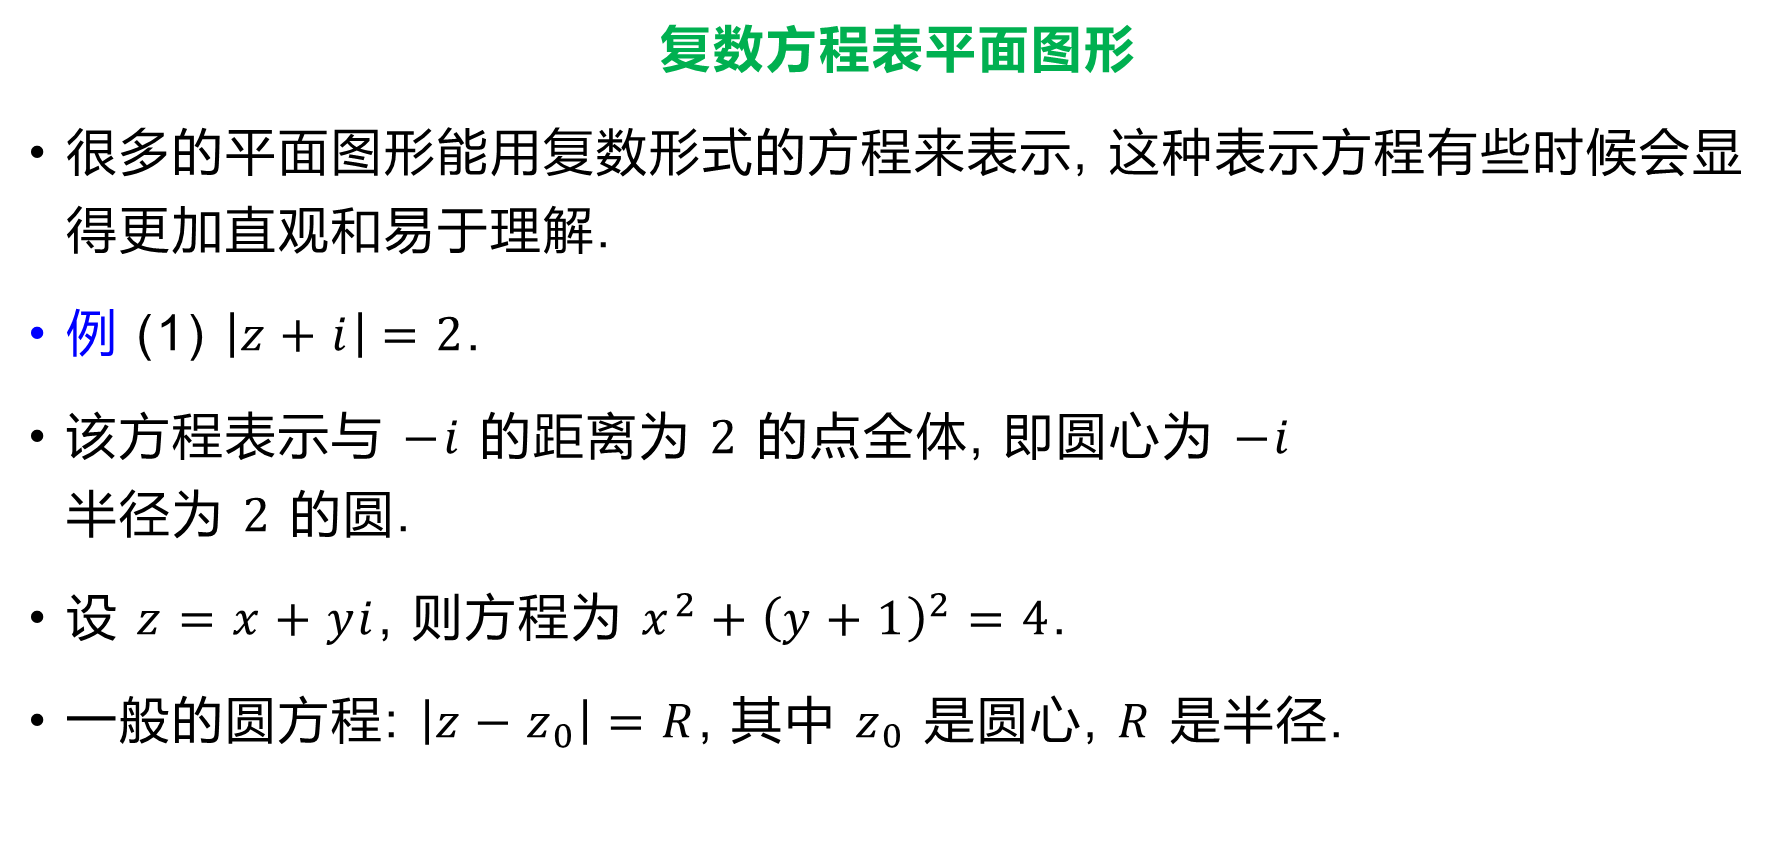 复数方程表平面图形
• 很多的平面图形能用复数形式的方程来表示, 这种表示方程有些时候会显
得更加直观和易于理解.
• 例 (1) |z + i| = 2.
• 该方程表示与 −i 的距离为 2 的点全体, 即圆心为 −i
半径为 2 的圆.
• 设 z = x + yi, 则方程为 x² + (y + 1)² = 4.
• 一般的圆方程: |z − z₀| = R, 其中 z₀ 是圆心, R 是半径.